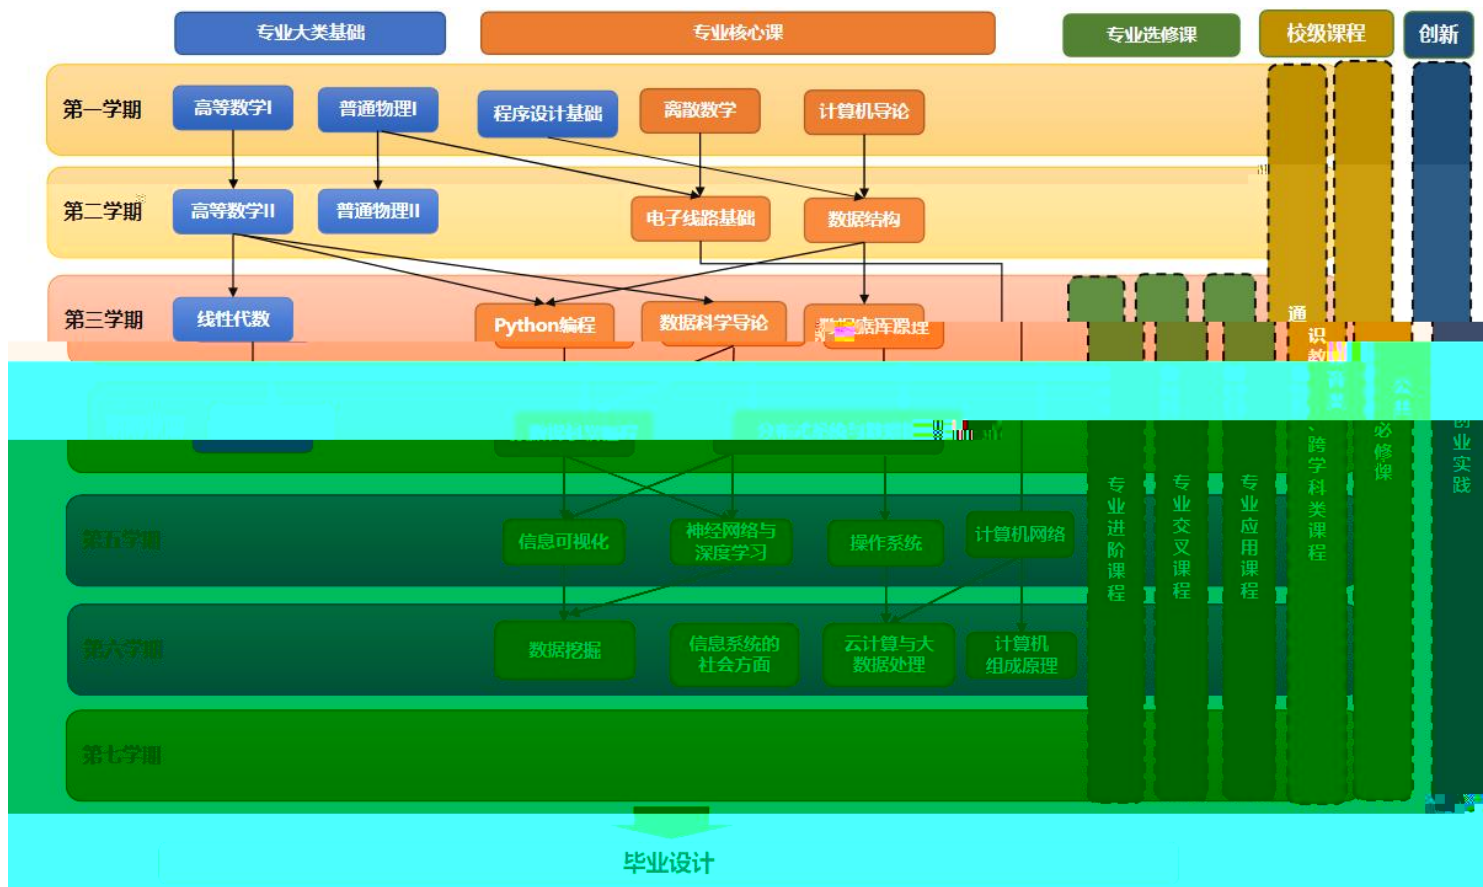 专业大类基础
专业核心课
专业选修课
校级课程
创新
第一学期
高等数学I
普通物理I
程序设计基础
离散数学
计算机导论
第二学期
高等数学II
普通物理II
电子线路基础
数据结构
第三学期
线性代数
Python编程
数据科学导论
数据库原理
通识教
跨学科类课程
公共必修课
创业实践
专业进阶课程
专业交叉课程
专业应用课程
第五学期
信息可视化
神经网络与
深度学习
操作系统
计算机网络
第六学期
数据挖掘
信息系统的
社会方面
云计算与大
数据处理
计算机
组成原理
第七学期
毕业设计